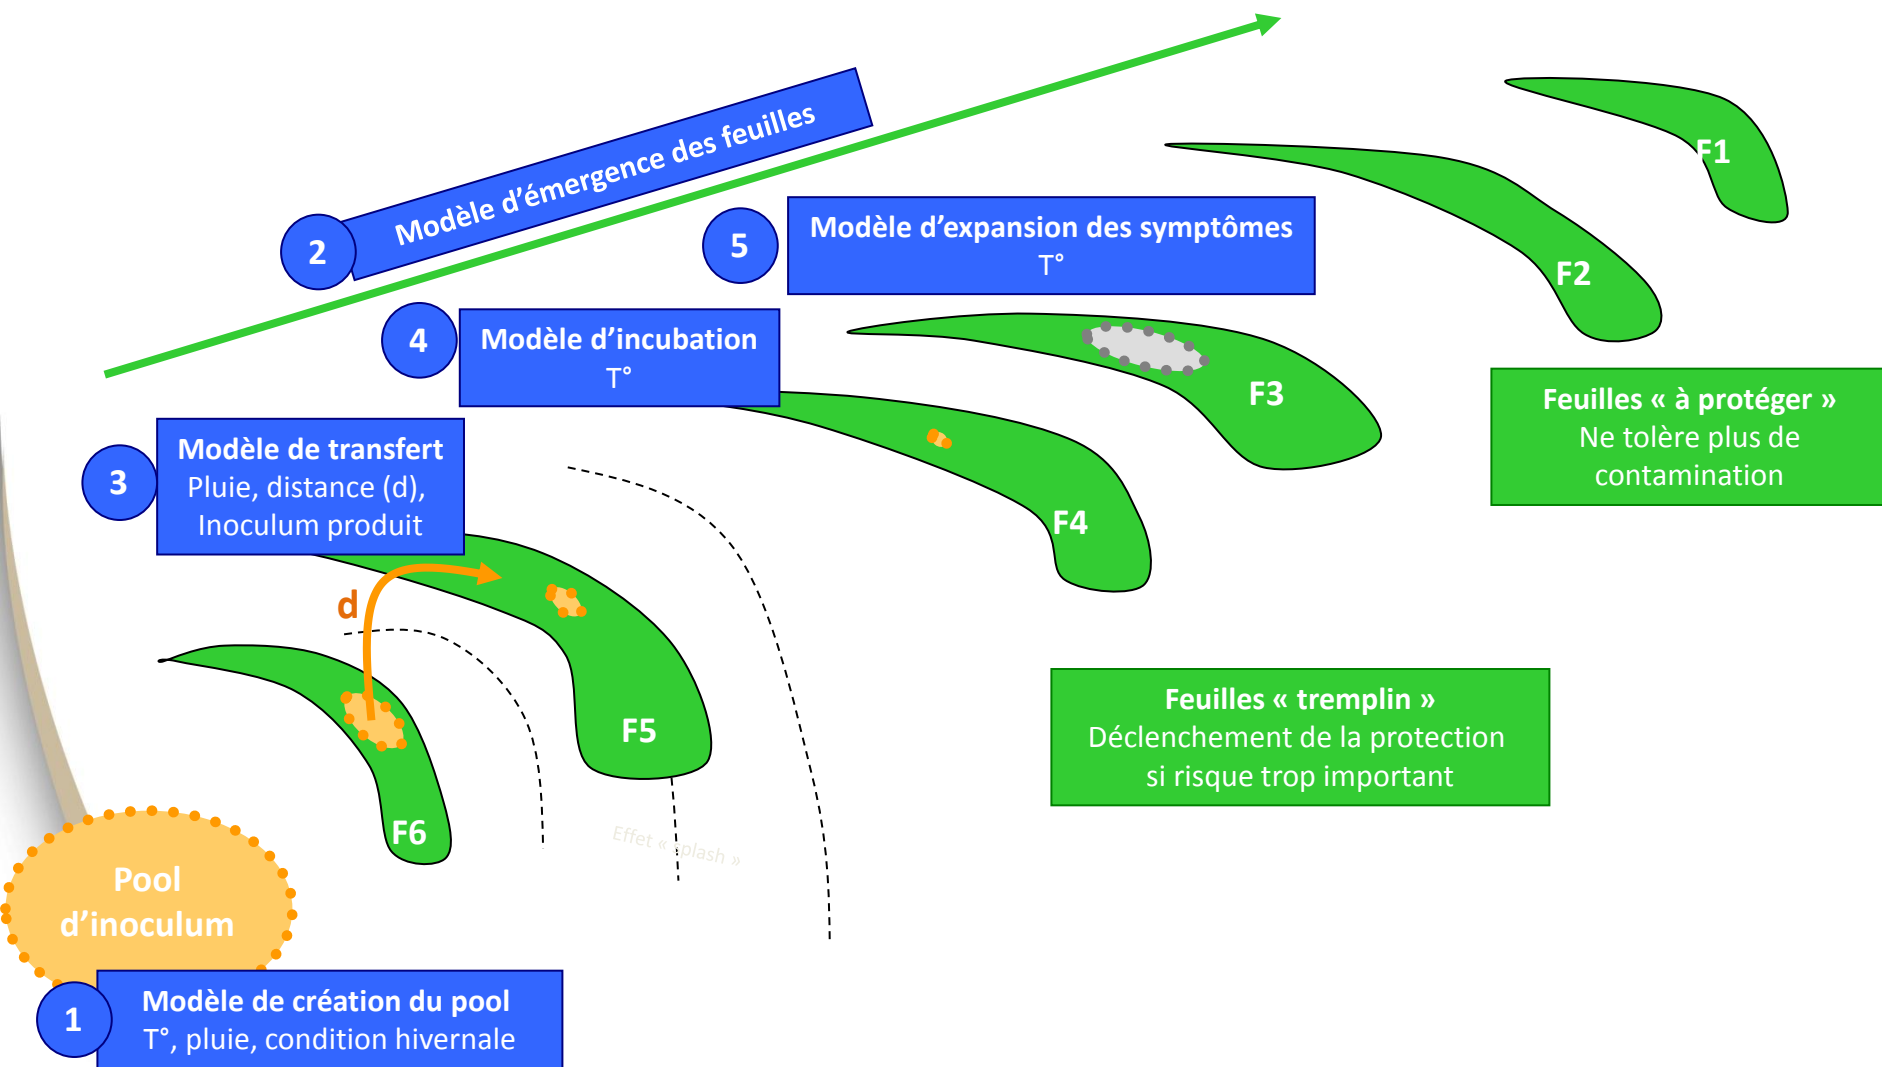 F1
2
Modèle d’émergence des feuilles
5
Modèle d’expansion des symptômes
T°
F2
4
Modèle d’incubation
T°
F3
Feuilles « à protéger »
Ne tolère plus de
contamination
3
Modèle de transfert
Pluie, distance (d),
Inoculum produit
F4
d
F5
Feuilles « tremplin »
Déclenchement de la protection
si risque trop important
F6
Effet « splash »
Pool
d’inoculum
1
Modèle de création du pool
T°, pluie, condition hivernale